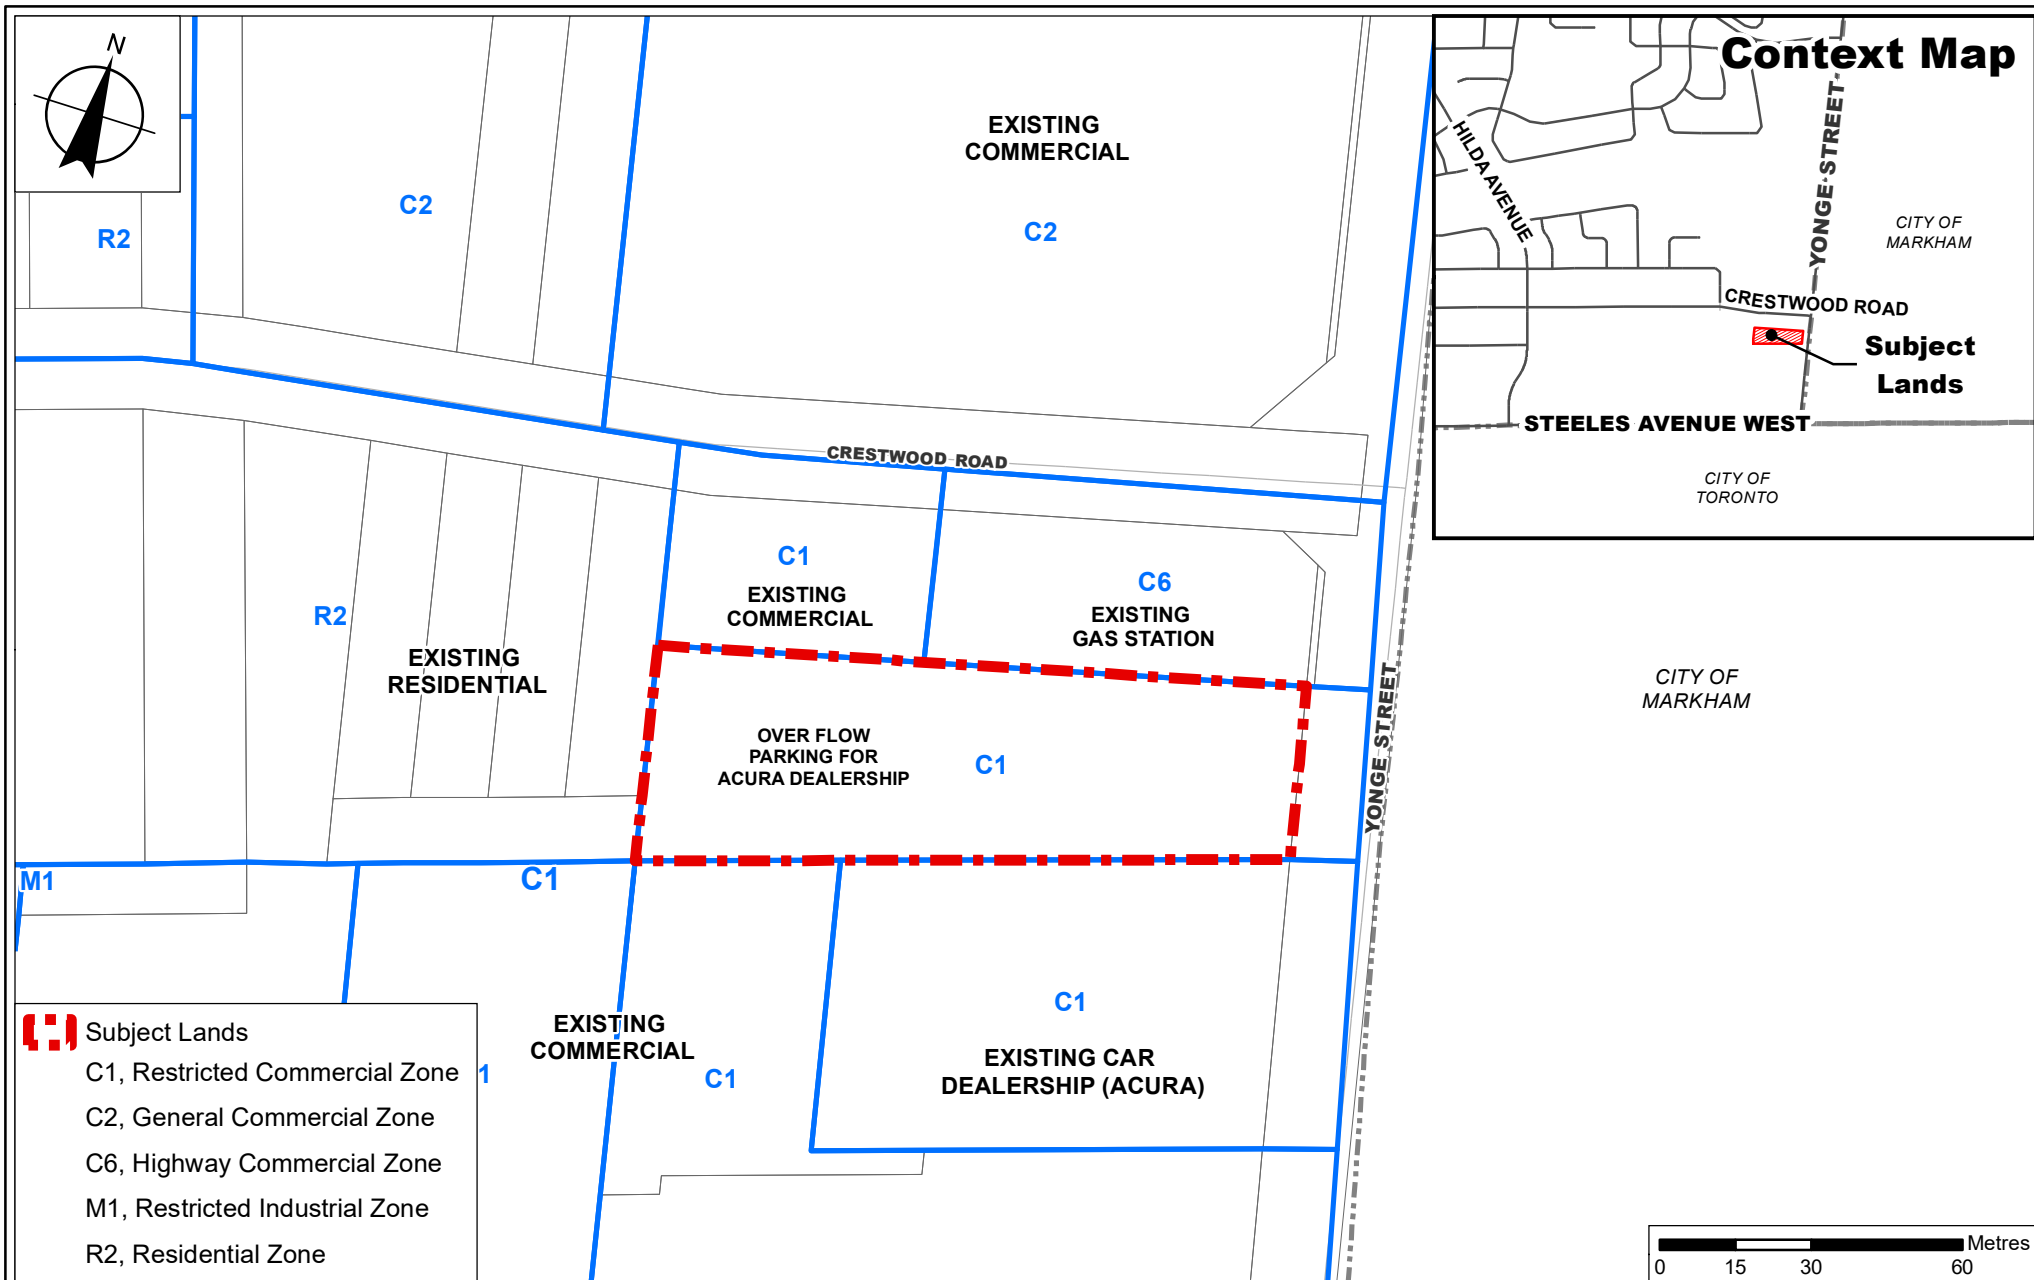 N
Context Map
HILDA AVENUE
YONGE STREET
CITY OF
MARKHAM
CRESTWOOD ROAD
Subject
Lands
STEELES AVENUE WEST
CITY OF
TORONTO
EXISTING
COMMERCIAL
C2
C2
R2
CRESTWOOD ROAD
C1
EXISTING
COMMERCIAL
C6
EXISTING
GAS STATION
R2
EXISTING
RESIDENTIAL
OVER FLOW
PARKING FOR
ACURA DEALERSHIP
C1
YONGE STREET
CITY OF
MARKHAM
M1
C1
EXISTING
COMMERCIAL
C1
C1
EXISTING CAR
DEALERSHIP (ACURA)
1
Subject Lands
C1, Restricted Commercial Zone
C2, General Commercial Zone
C6, Highway Commercial Zone
M1, Restricted Industrial Zone
R2, Residential Zone
Metres
0 15 30 60